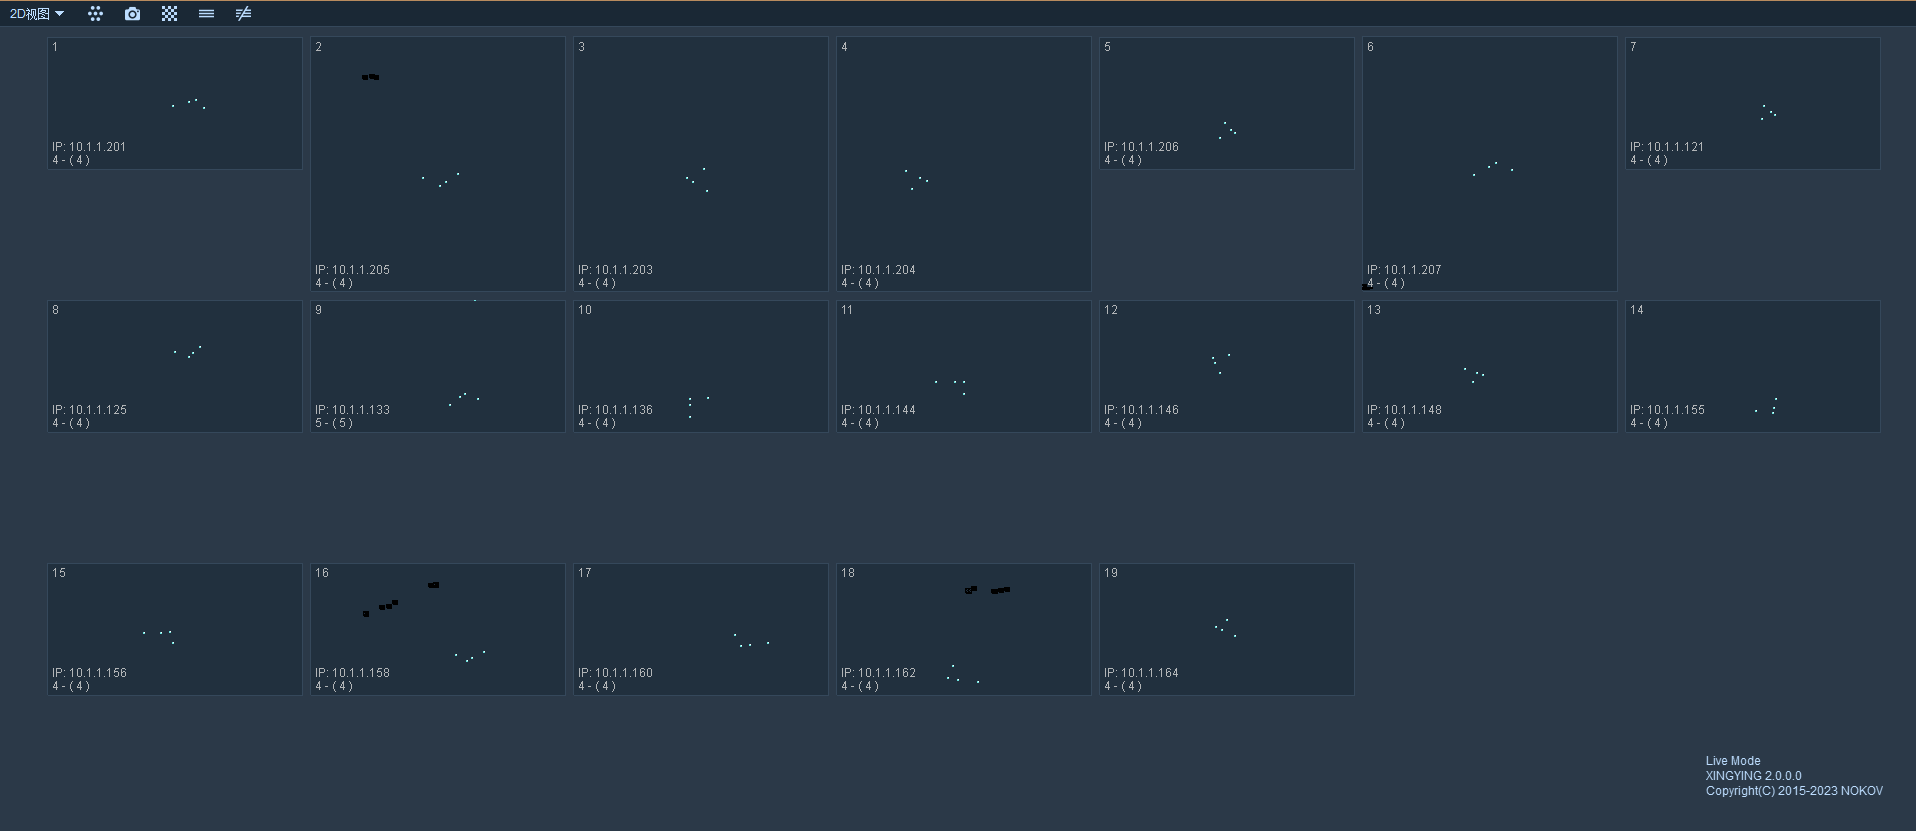 2D视图
1
IP: 10.1.1.201
4 - ( 4 )
2
IP: 10.1.1.205
4 - ( 4 )
3
IP: 10.1.1.203
4 - ( 4 )
4
IP: 10.1.1.204
4 - ( 4 )
5
IP: 10.1.1.206
4 - ( 4 )
6
IP: 10.1.1.207
4 - ( 4 )
7
IP: 10.1.1.121
4 - ( 4 )
8
IP: 10.1.1.125
4 - ( 4 )
9
IP: 10.1.1.133
5 - ( 5 )
10
IP: 10.1.1.136
4 - ( 4 )
11
IP: 10.1.1.144
4 - ( 4 )
12
IP: 10.1.1.146
4 - ( 4 )
13
IP: 10.1.1.148
4 - ( 4 )
14
IP: 10.1.1.155
4 - ( 4 )
15
IP: 10.1.1.156
4 - ( 4 )
16
IP: 10.1.1.158
4 - ( 4 )
17
IP: 10.1.1.160
4 - ( 4 )
18
IP: 10.1.1.162
4 - ( 4 )
19
IP: 10.1.1.164
4 - ( 4 )
Live Mode
XINGYING 2.0.0.0
Copyright(C) 2015-2023 NOKOV